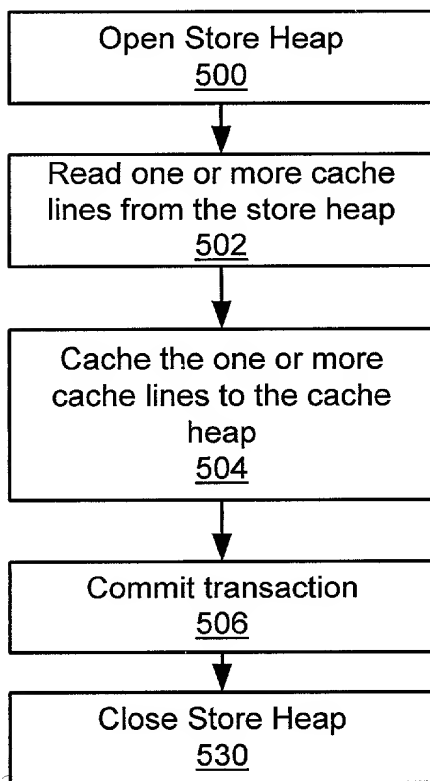 Open Store Heap
500
Read one or more cache
lines from the store heap
502
Cache the one or more
cache lines to the cache
heap
504
Commit transaction
506
Close Store Heap
530